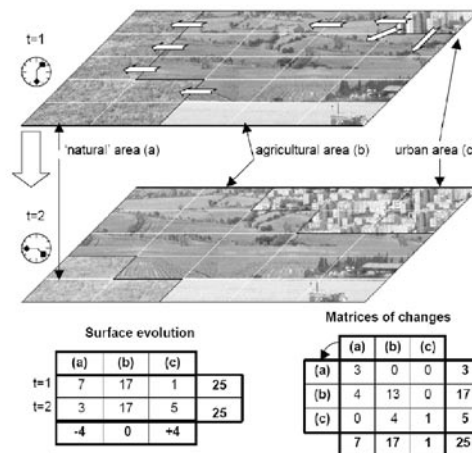 t=1
'natural' area (a) agricultural area (b) urban area (c)
t=2
Surface evolution
(a) (b) (c)
t=1 7 17 1 25
t=2 3 17 5 25
-4 0 +4
Matrices of changes
(a) (b) (c)
(a) 3 0 0 3
(b) 4 13 0 17
(c) 0 4 1 5
7 17 1 25